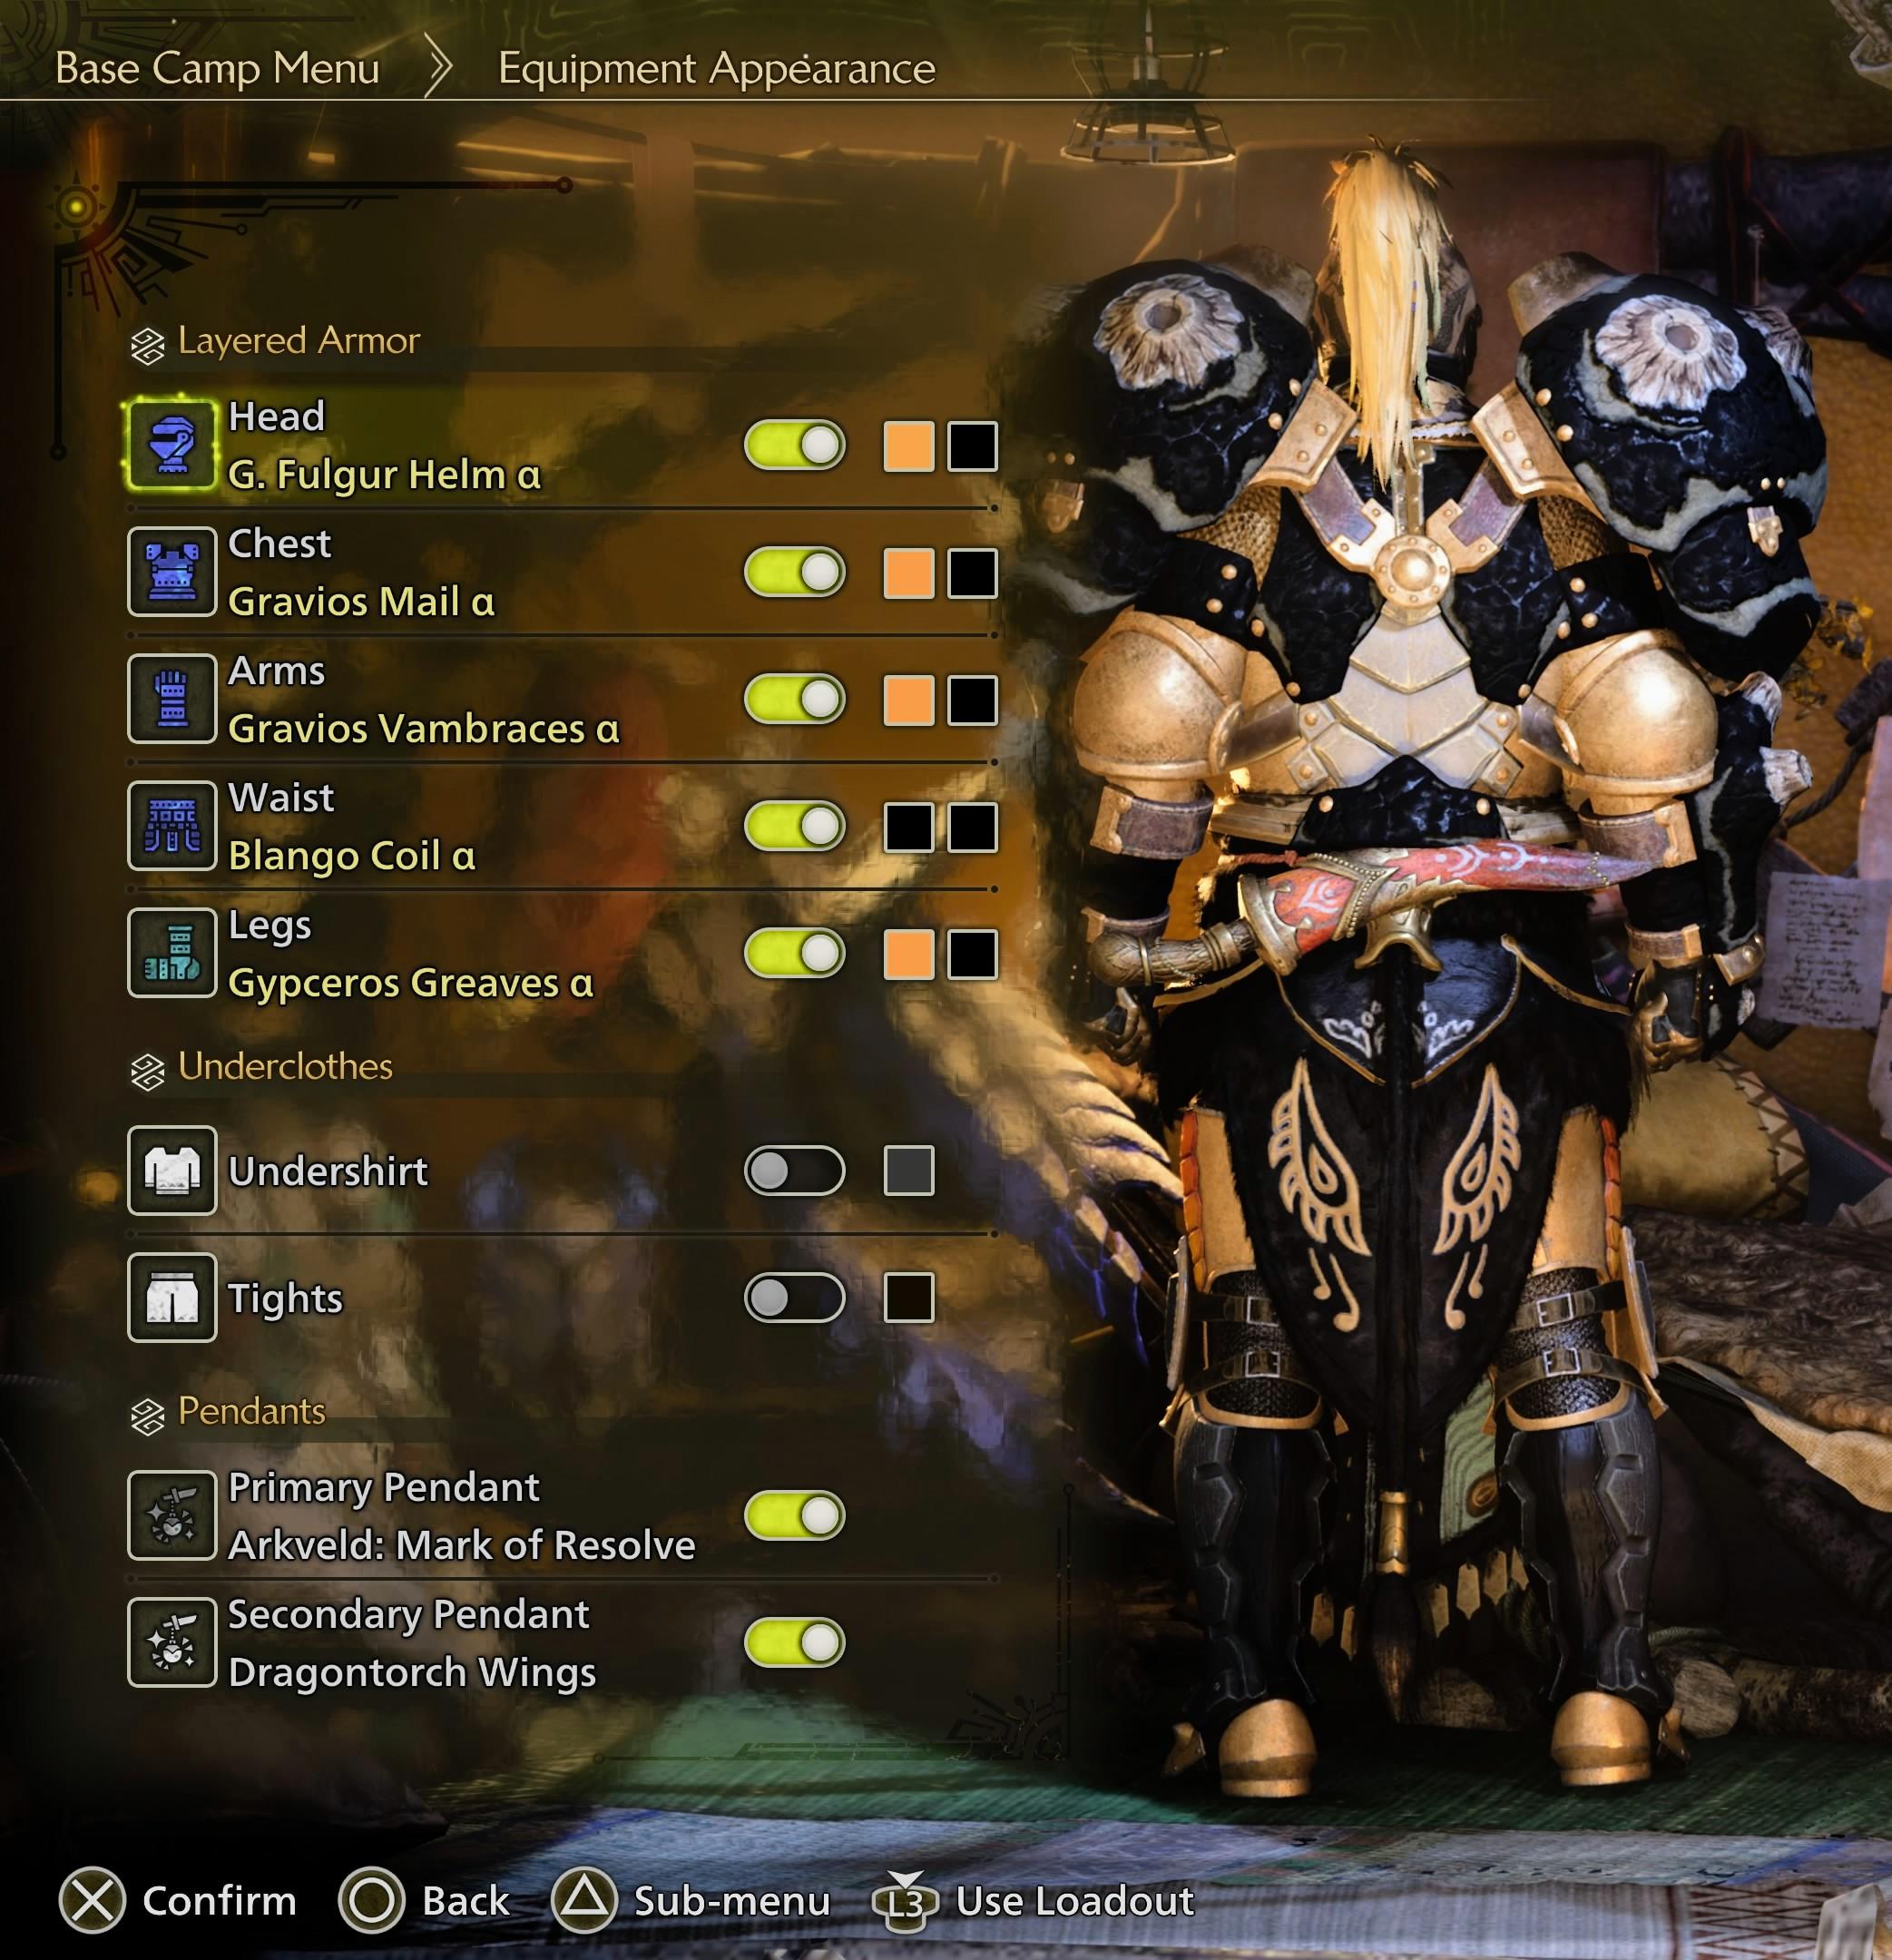 Base Camp Menu
Equipment Appearance
Layered Armor
Head
G. Fulgur Helm α
Chest
Gravios Mail α
Arms
Gravios Vambraces α
Waist
Blango Coil α
Legs
Gypceros Greaves α
Underclothes
Undershirt
Tights
Pendants
Primary Pendant
Arkveld: Mark of Resolve
Secondary Pendant
Dragontorch Wings
Confirm
Back
Sub-menu
L3 Use Loadout